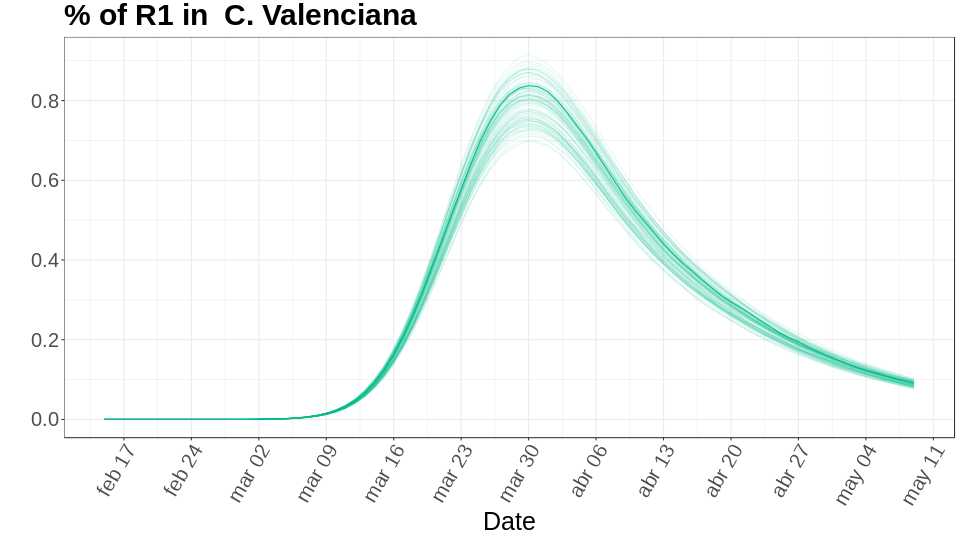 % of R1 in  C. Valenciana
0.8
0.6
0.4
0.2
0.0
feb 17
feb 24
mar 02
mar 09
mar 16
mar 23
mar 30
abr 06
abr 13
abr 20
abr 27
may 04
may 11
Date